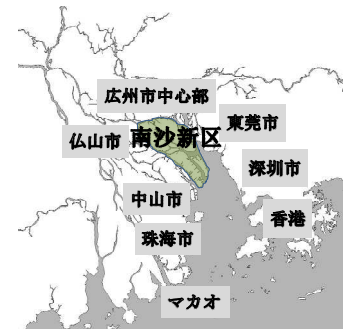 広州市中心部
東莞市
仏山市
南沙新区
深圳市
中山市
香港
珠海市
マカオ